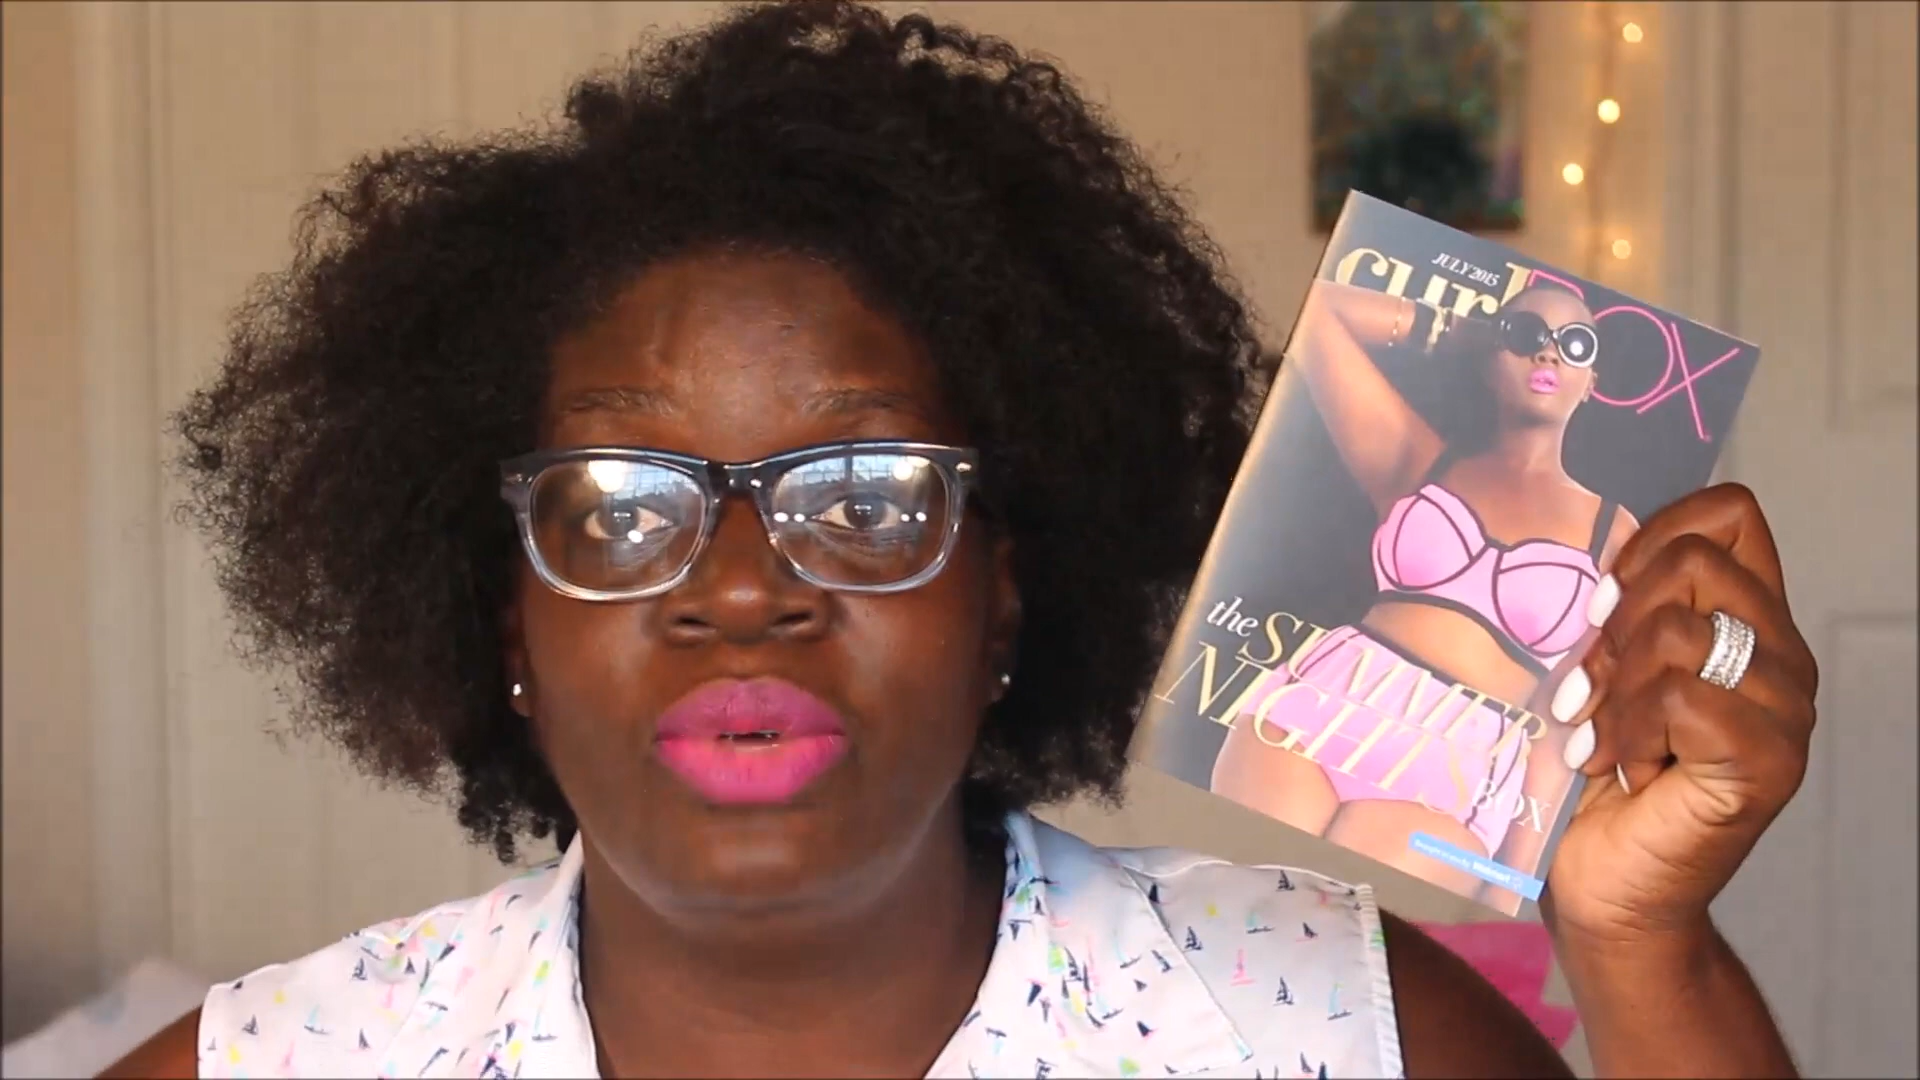 JULY 2015
curlBOX
the SUMMER
NIGHTS
BOX